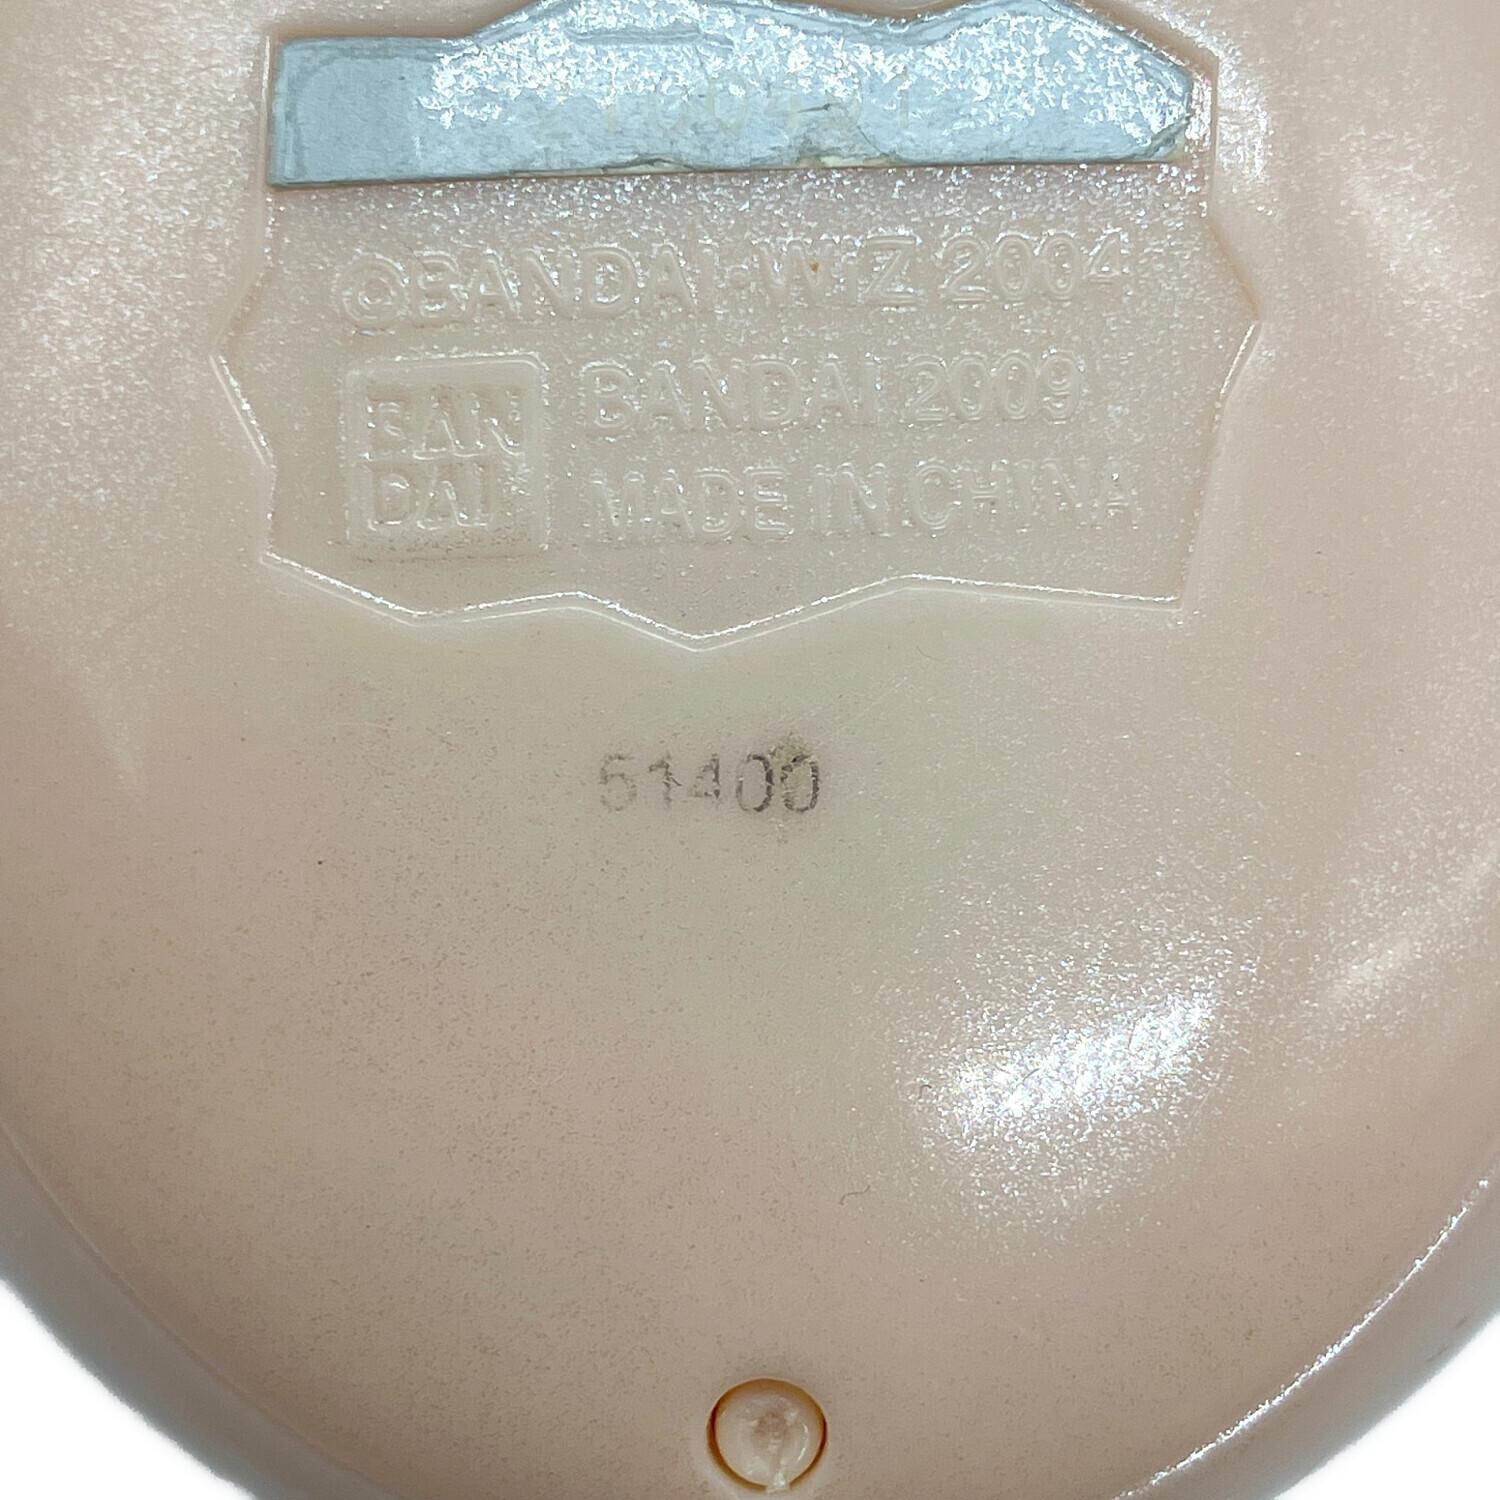 ©BANDAI•WiZ 2004
BAN
DAI
BANDAI 2009
MADE IN CHINA
51400